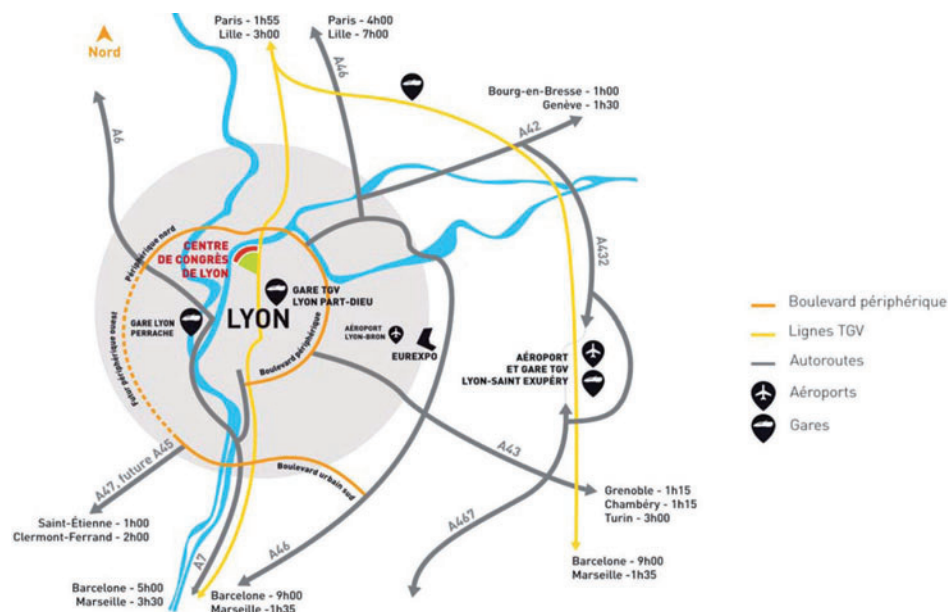 Paris - 1h55
Lille - 3h00
Paris - 4h00
Lille - 7h00
Nord
A46
Bourg-en-Bresse - 1h00
Genève - 1h30
A6
A42
Périphérique nord
CENTRE
DE CONGRÈS
DE LYON
A432
GARE TGV
LYON PART-DIEU
Boulevard périphérique
Lignes TGV
Autoroutes
Aéroports
Gares
GARE LYON
PERRACHE
LYON
AÉROPORT
LYON-BRON
EUREXPO
Boulevard périphérique
AÉROPORT
ET GARE TGV
LYON-SAINT EXUPÉRY
Futur périphérique ouest
A47, future A45
Boulevard urbain sud
A43
Grenoble - 1h15
Chambéry - 1h15
Turin - 3h00
Saint-Étienne - 1h00
Clermont-Ferrand - 2h00
A7
A46
A467
Barcelone - 5h00
Marseille - 3h30
Barcelone - 9h00
Marseille -1h35
Barcelone - 9h00
Marseille -1h35